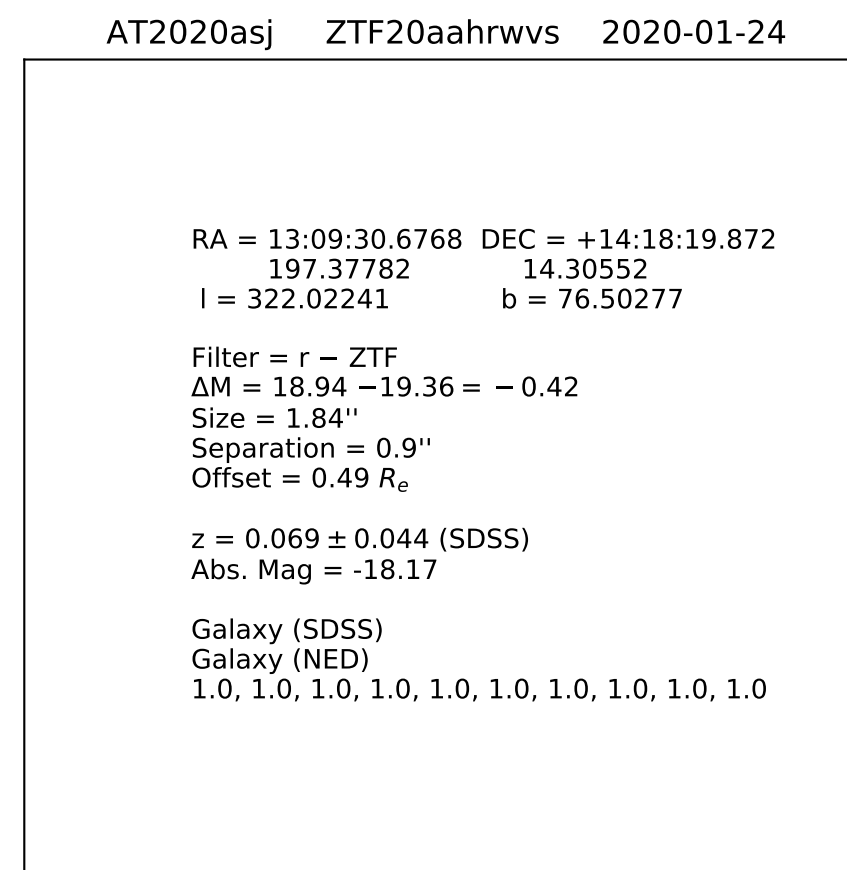 AT2020asj ZTF20aahrwvs 2020-01-24
RA = 13:09:30.6768 DEC = +14:18:19.872
197.37782 14.30552
l = 322.02241 b = 76.50277
Filter = r − ZTF
ΔM = 18.94 −19.36 = − 0.42
Size = 1.84''
Separation = 0.9''
Offset = 0.49 Rₑ
z = 0.069 ± 0.044 (SDSS)
Abs. Mag = -18.17
Galaxy (SDSS)
Galaxy (NED)
1.0, 1.0, 1.0, 1.0, 1.0, 1.0, 1.0, 1.0, 1.0, 1.0